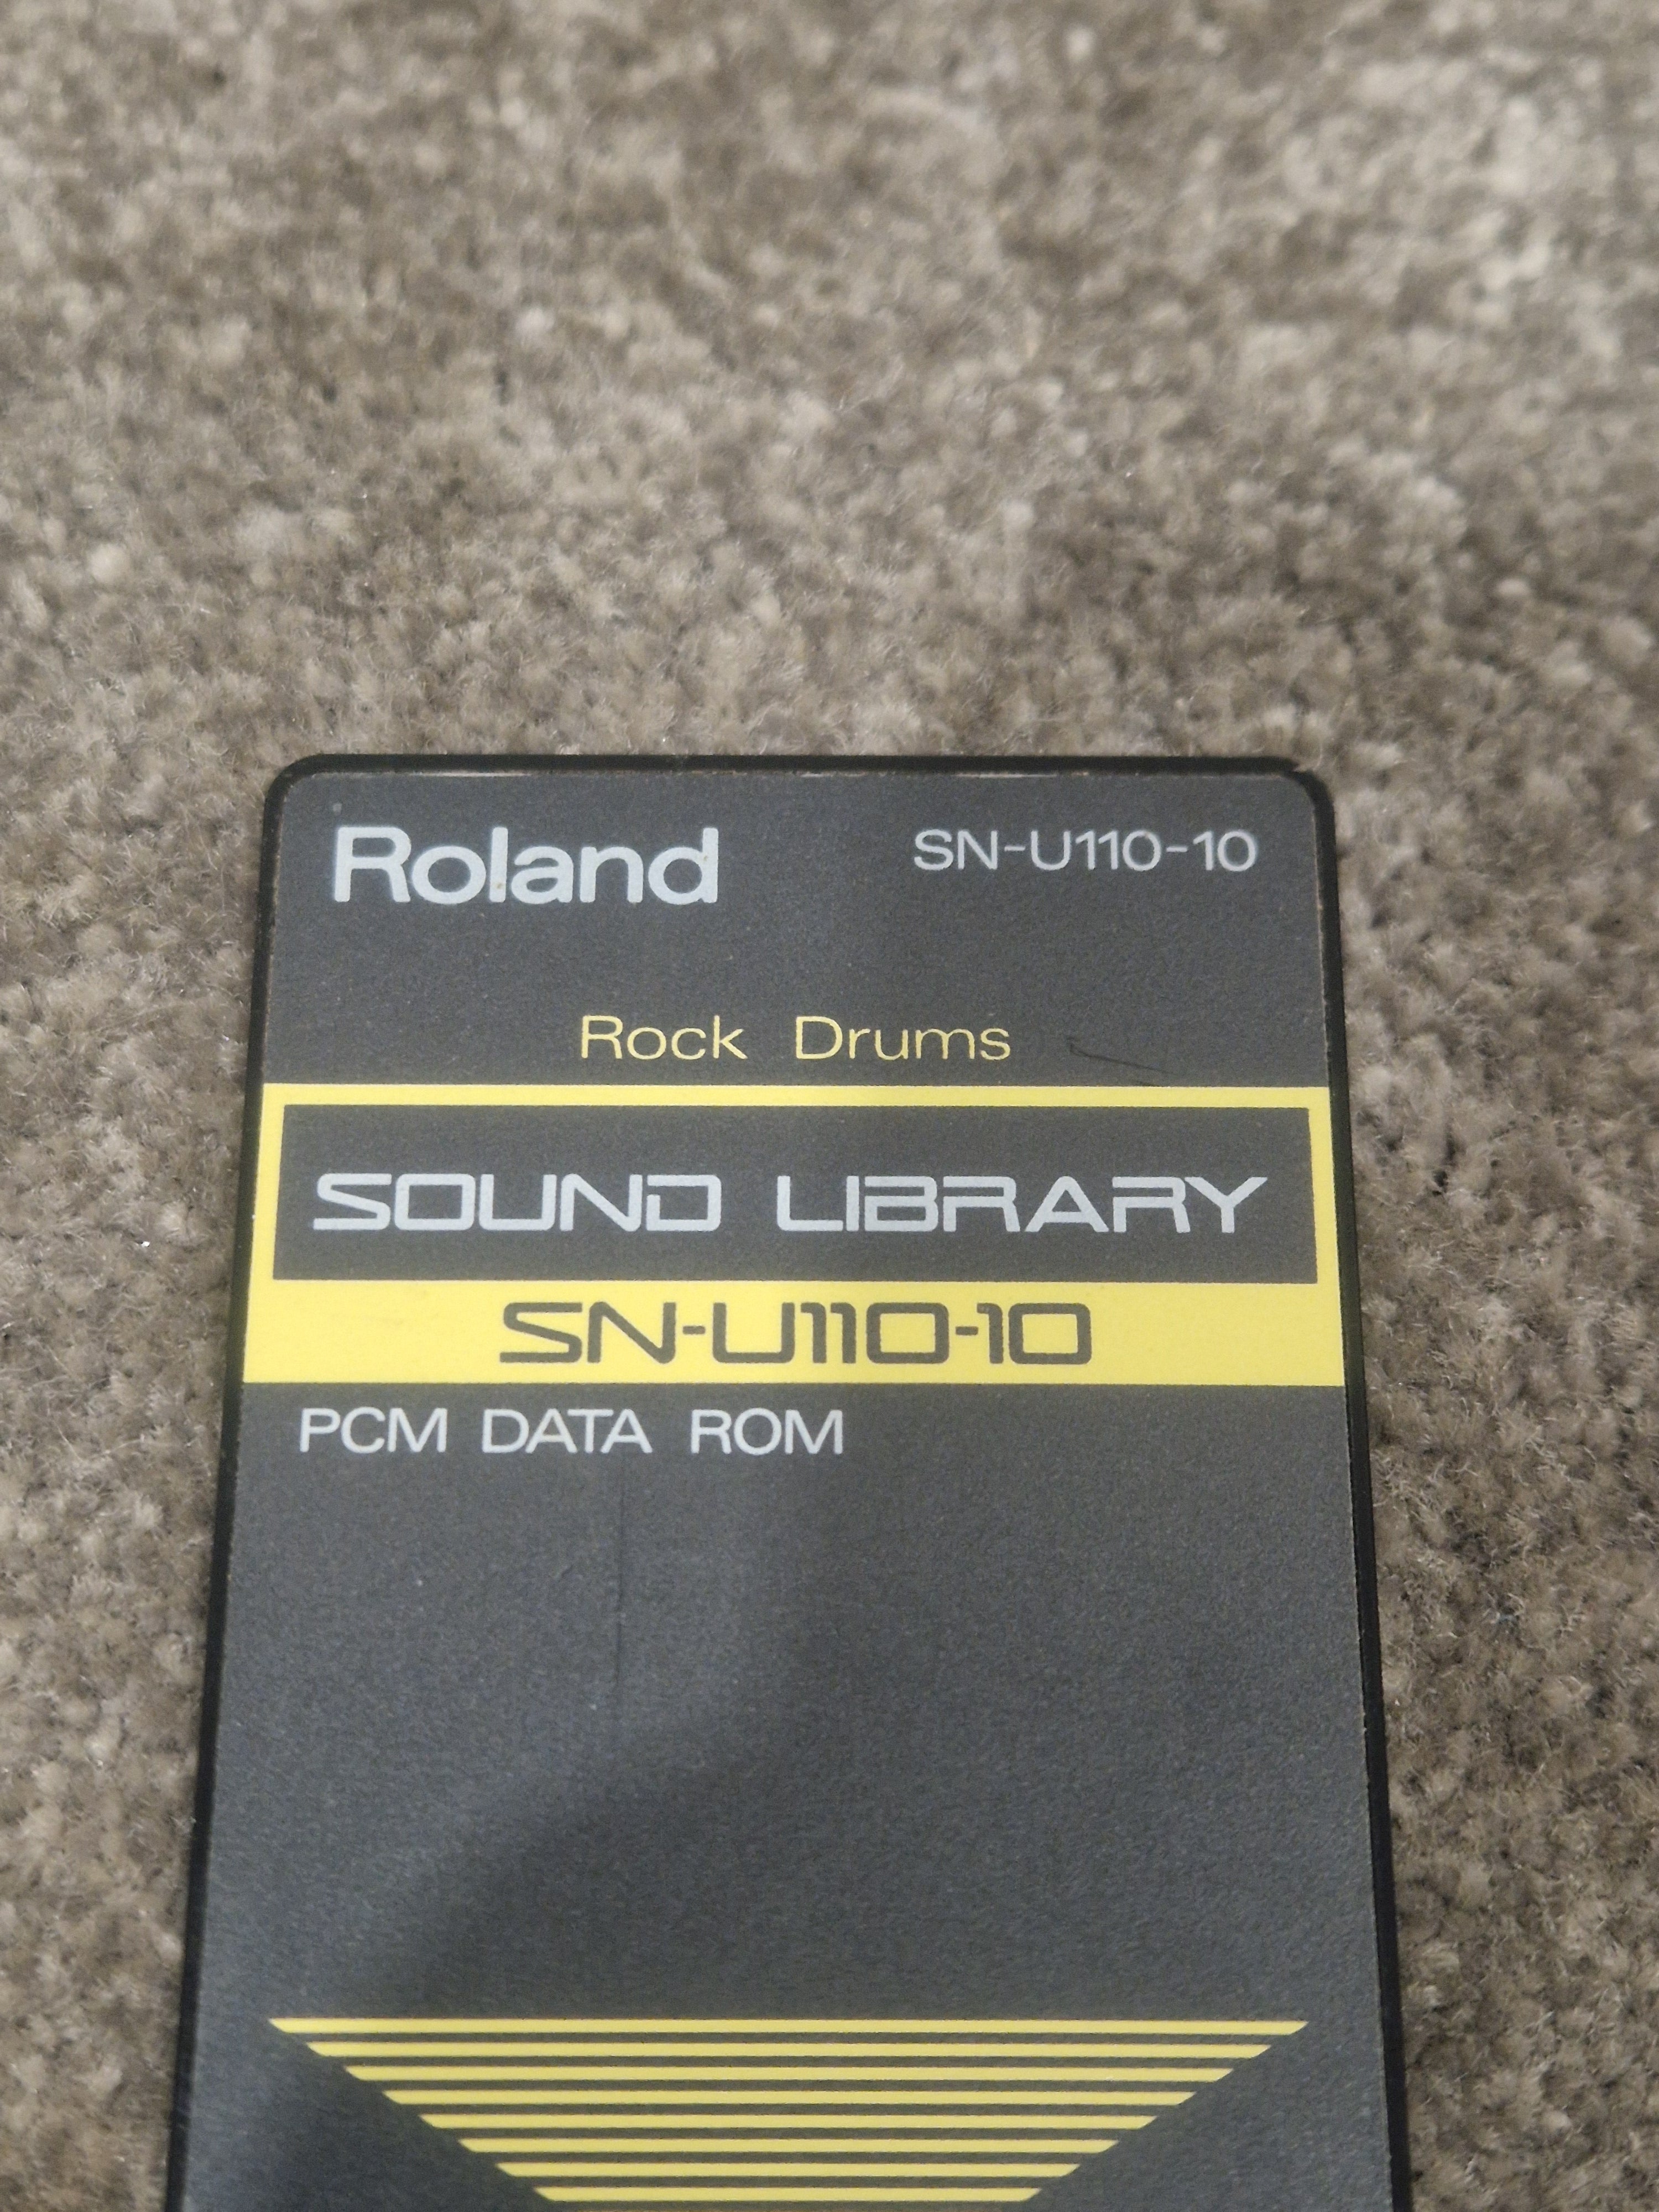 Roland SN-U110-10
Rock Drums
SOUND LIBRARY
SN-U110-10
PCM DATA ROM